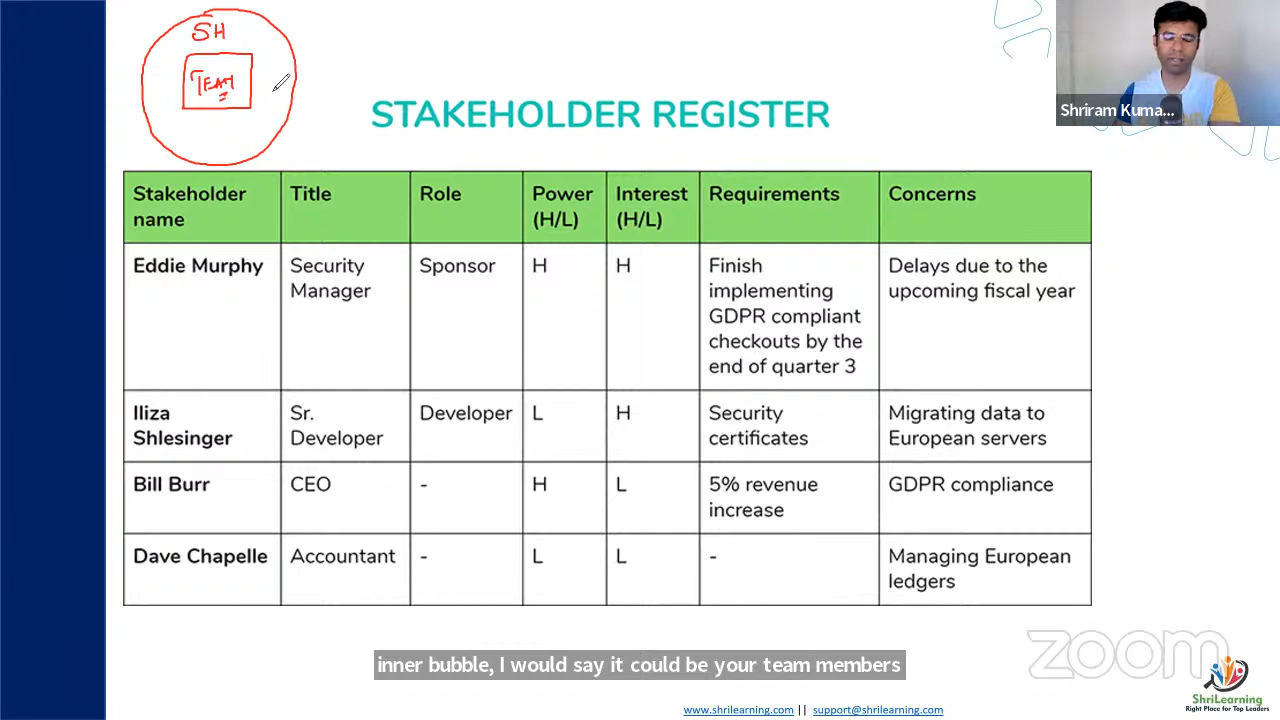 SH
TEAM
STAKEHOLDER REGISTER
Shriram Kuma...
Stakeholder name Title Role Power (H/L) Interest (H/L) Requirements Concerns
Eddie Murphy Security Manager Sponsor H H Finish implementing GDPR compliant checkouts by the end of quarter 3 Delays due to the upcoming fiscal year
Iliza Shlesinger Sr. Developer Developer L H Security certificates Migrating data to European servers
Bill Burr CEO - H L 5% revenue increase GDPR compliance
Dave Chapelle Accountant - L L - Managing European ledgers
inner bubble, I would say it could be your team members
zoom
ShriLearning
Right Place for Top Leaders
www.shrilearning.com || support@shrilearning.com